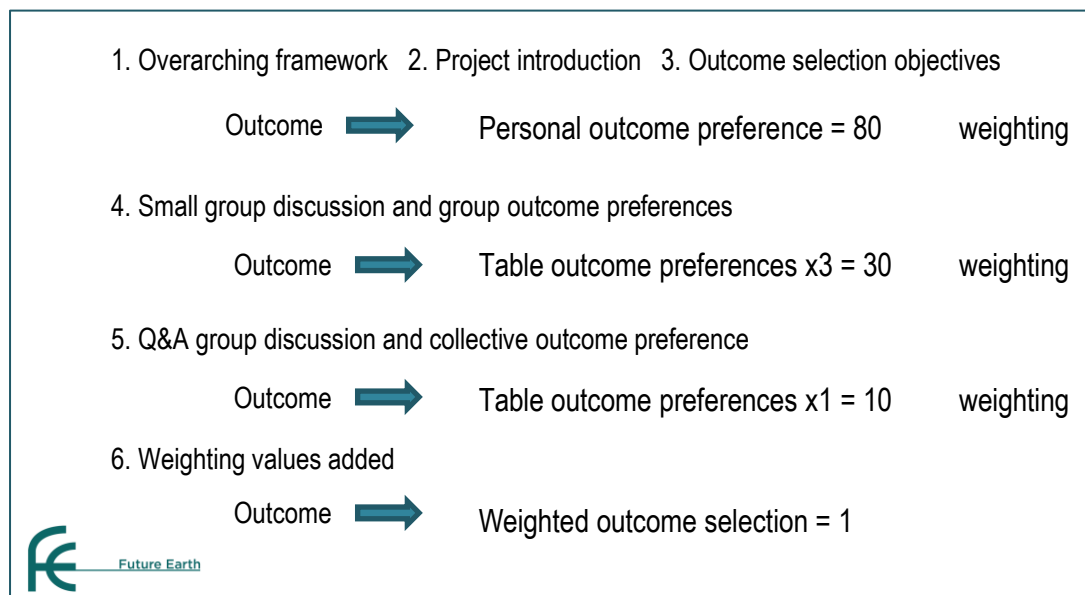 1. Overarching framework 2. Project introduction 3. Outcome selection objectives
Outcome Personal outcome preference = 80 weighting
4. Small group discussion and group outcome preferences
Outcome Table outcome preferences x3 = 30 weighting
5. Q&A group discussion and collective outcome preference
Outcome Table outcome preferences x1 = 10 weighting
6. Weighting values added
Outcome Weighted outcome selection = 1
Future Earth